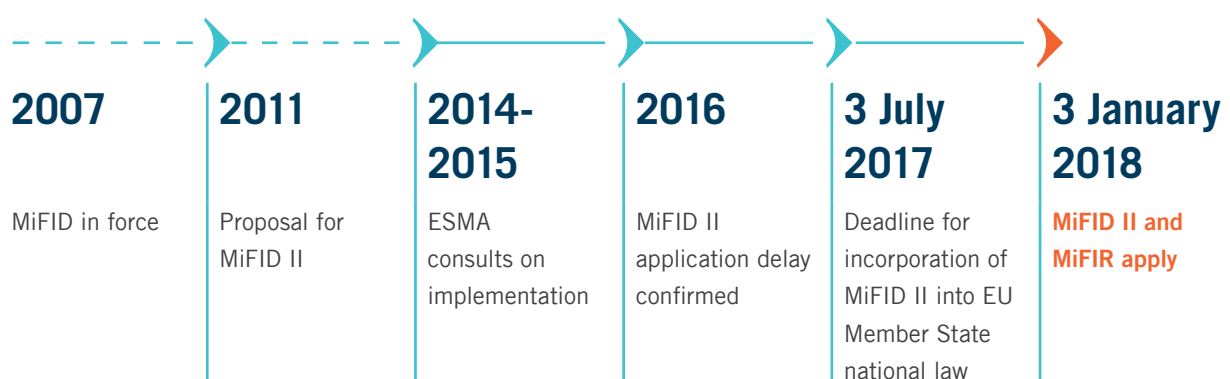 2007
MiFID in force
2011
Proposal for
MiFID II
2014-
2015
ESMA
consults on
implementation
2016
MiFID II
application delay
confirmed
3 July
2017
Deadline for
incorporation of
MiFID II into EU
Member State
national law
3 January
2018
MiFID II and
MiFIR apply